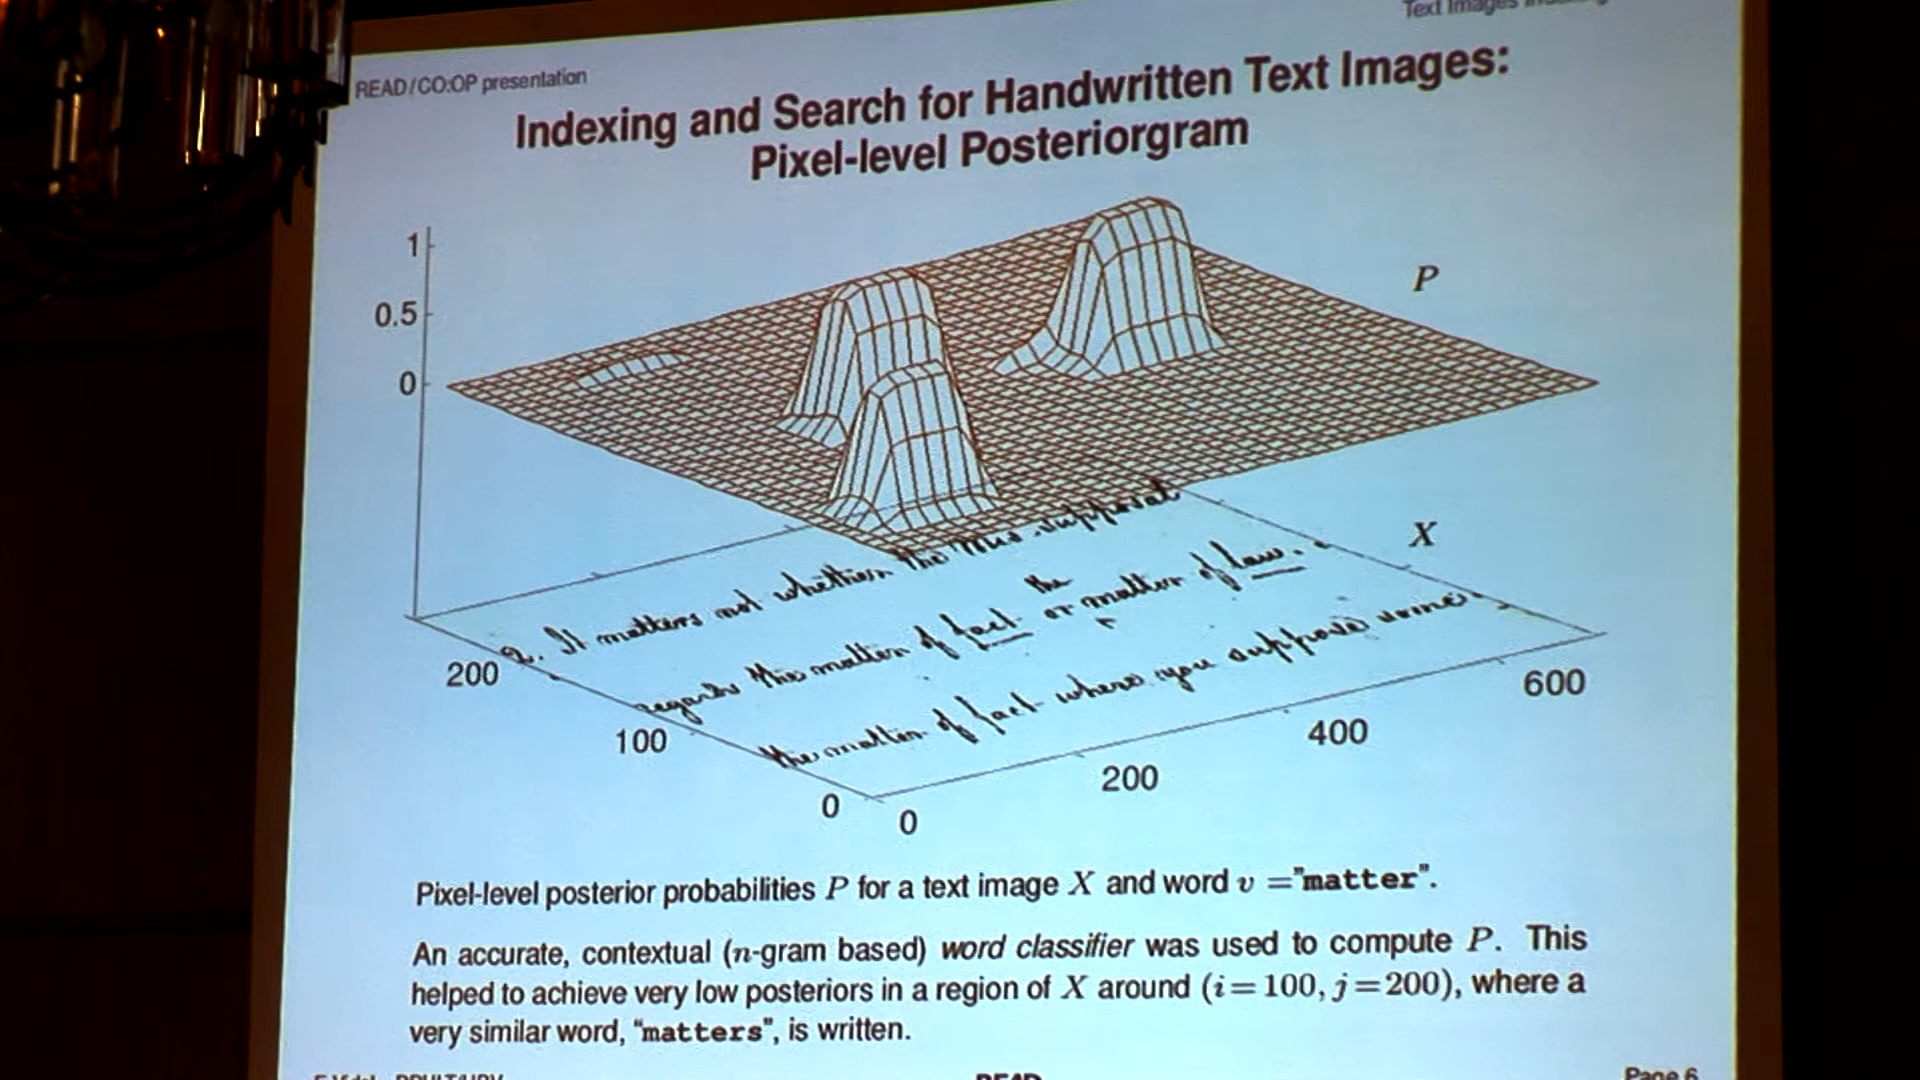 Text Images
READ/CO:OP presentation
Indexing and Search for Handwritten Text Images:
Pixel-level Posteriorgram
1
0.5
0
P
X
2. It matters not whether the suppos
the
regards the matter of fact or matter of law.
the matter of fact where you suppose
200
100
0
0
200
400
600
Pixel-level posterior probabilities P for a text image X and word v ="matter".
An accurate, contextual (n-gram based) word classifier was used to compute P. This
helped to achieve very low posteriors in a region of X around (i=100, j=200), where a
very similar word, "matters", is written.
READ
Page 6